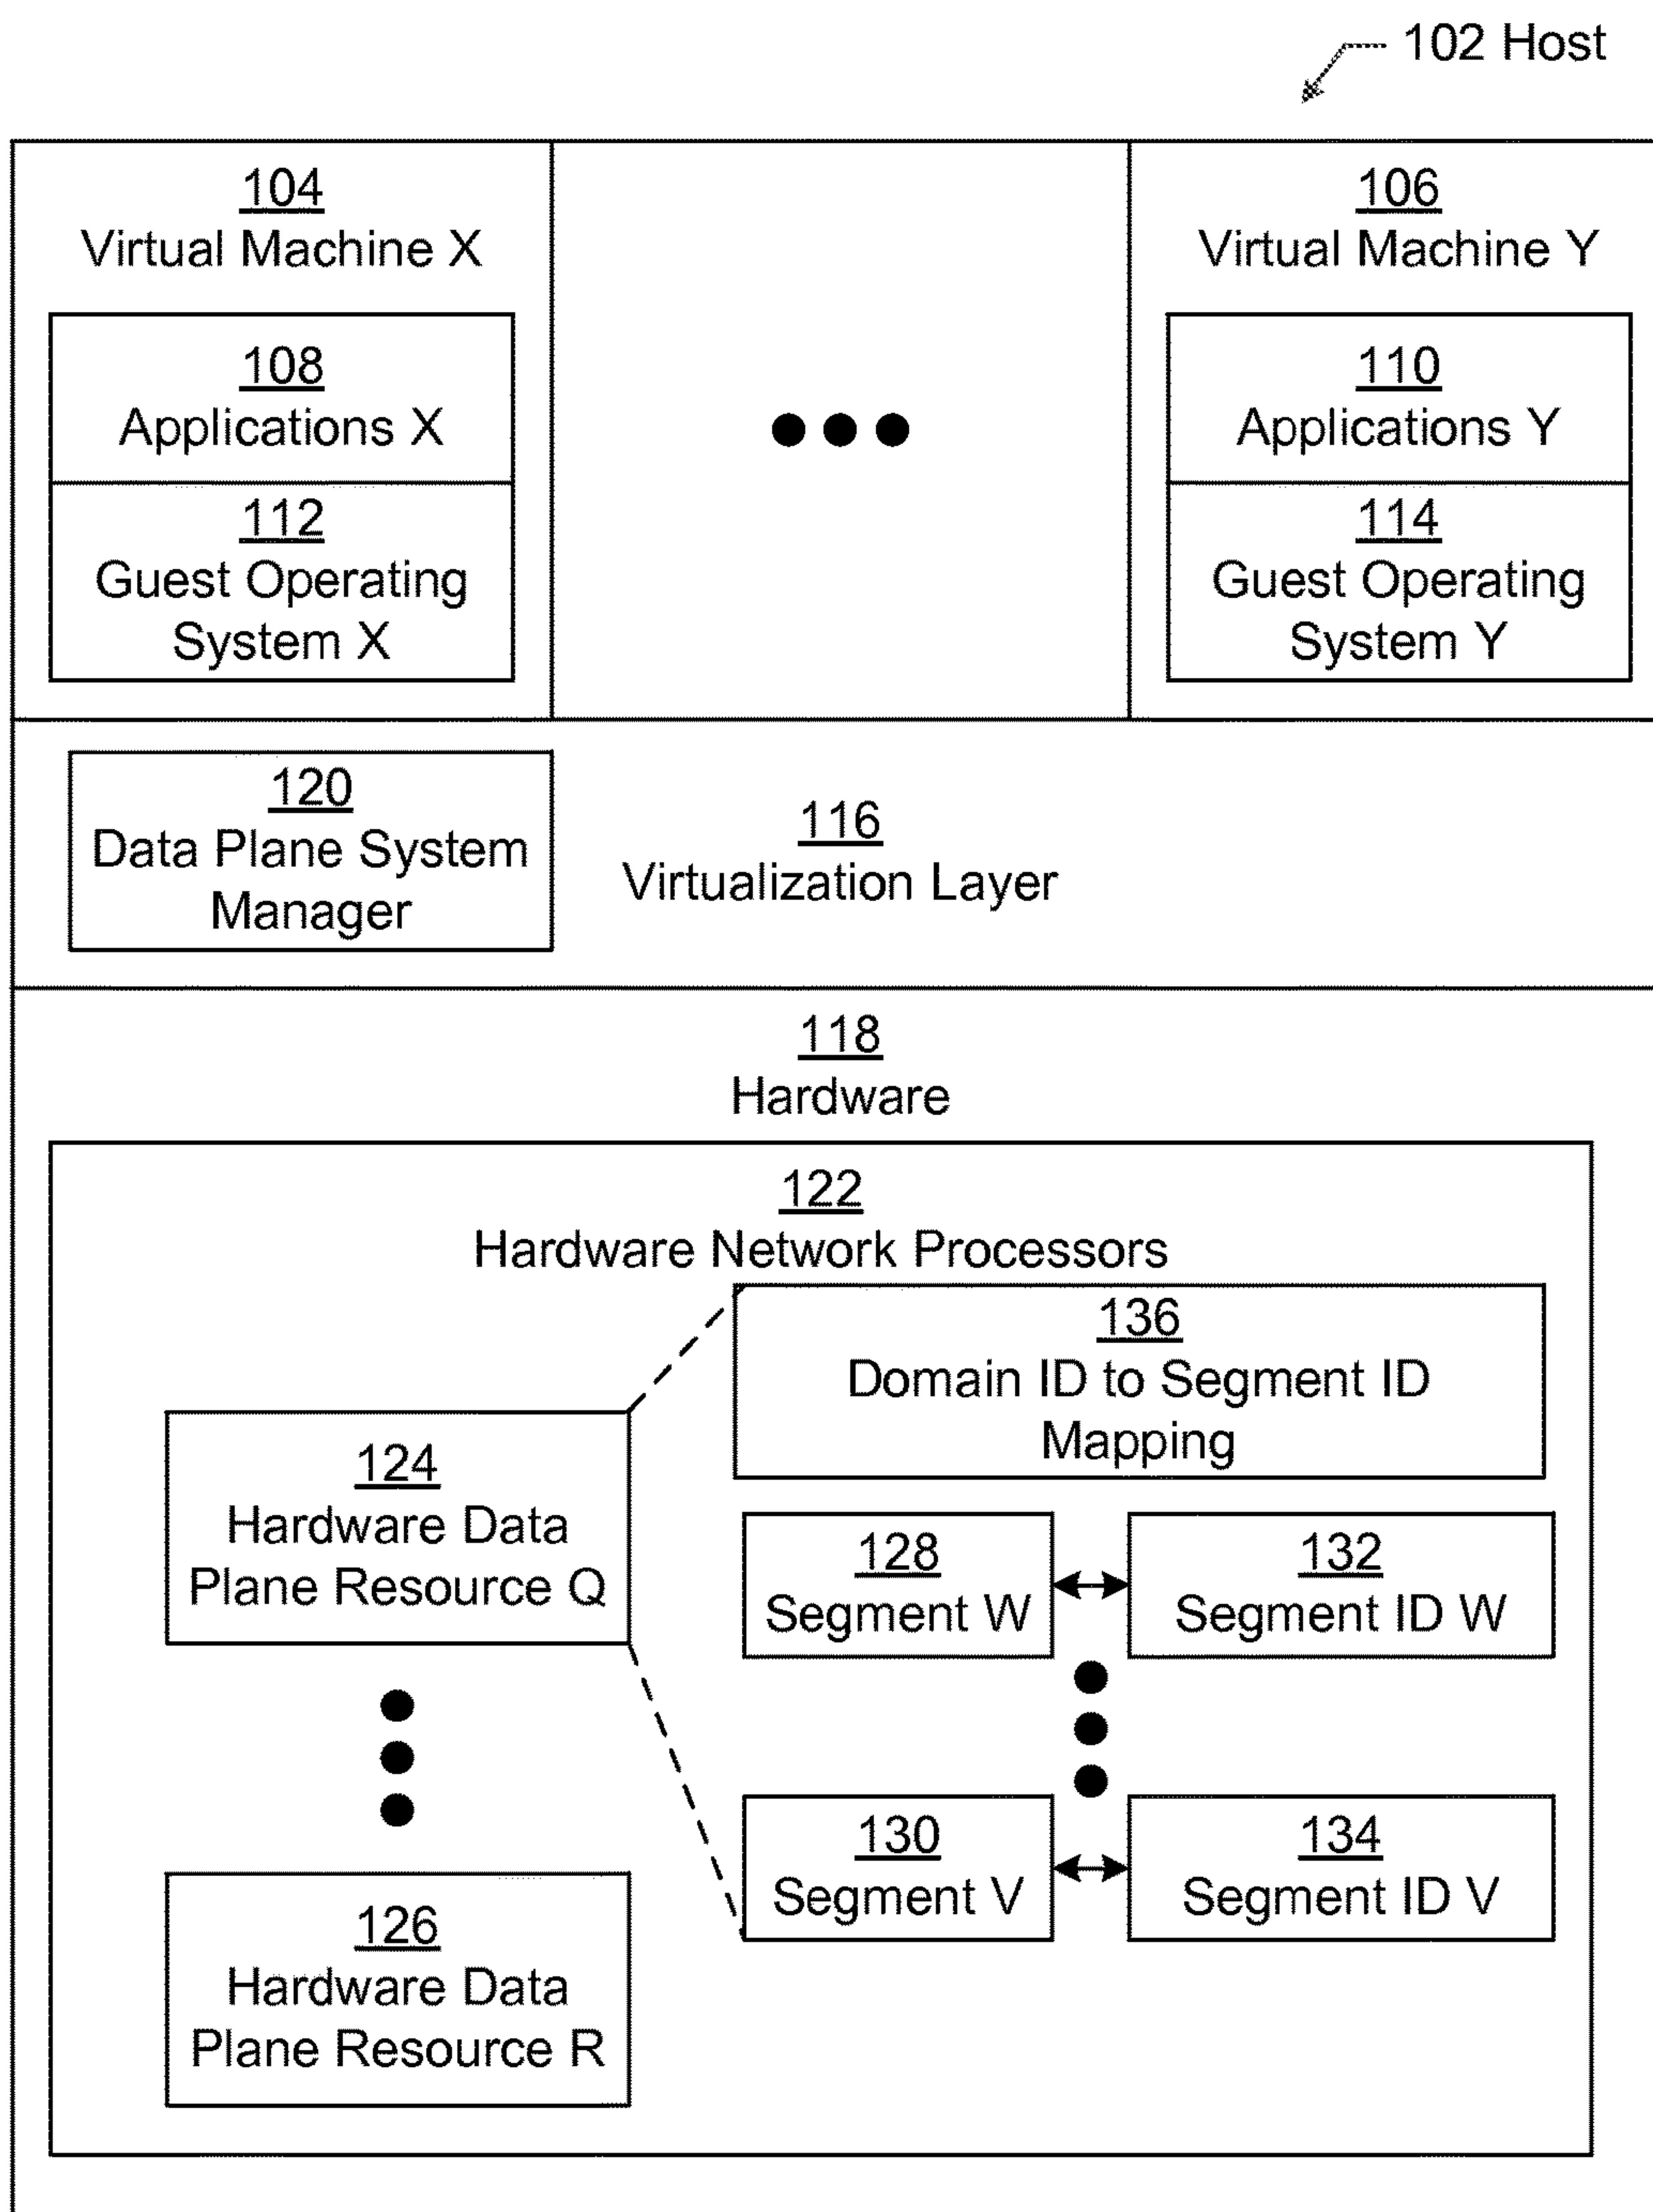 102 Host
104
Virtual Machine X
108
Applications X
112
Guest Operating
System X
106
Virtual Machine Y
110
Applications Y
114
Guest Operating
System Y
120
Data Plane System
Manager
116
Virtualization Layer
118
Hardware
122
Hardware Network Processors
124
Hardware Data
Plane Resource Q
126
Hardware Data
Plane Resource R
136
Domain ID to Segment ID
Mapping
128
Segment W
132
Segment ID W
130
Segment V
134
Segment ID V